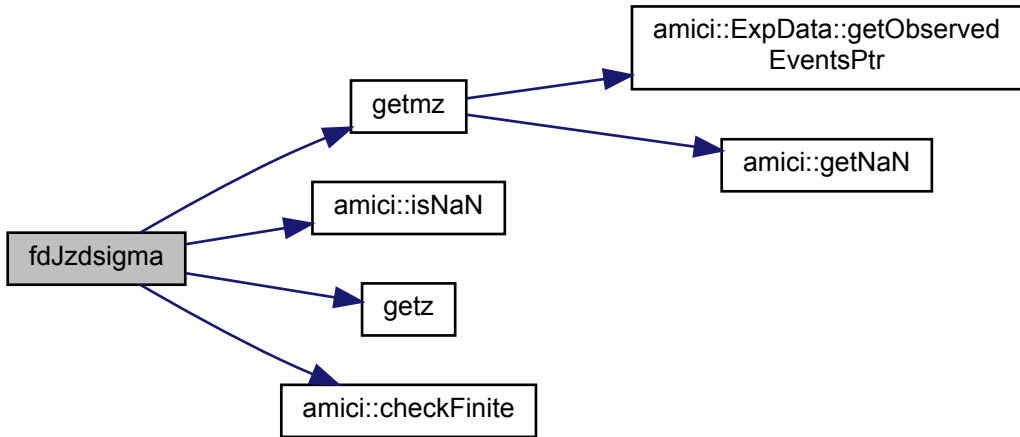 amici::ExpData::getObserved
EventsPtr
getmz
amici::getNaN
amici::isNaN
fdJzdsigma
getz
amici::checkFinite